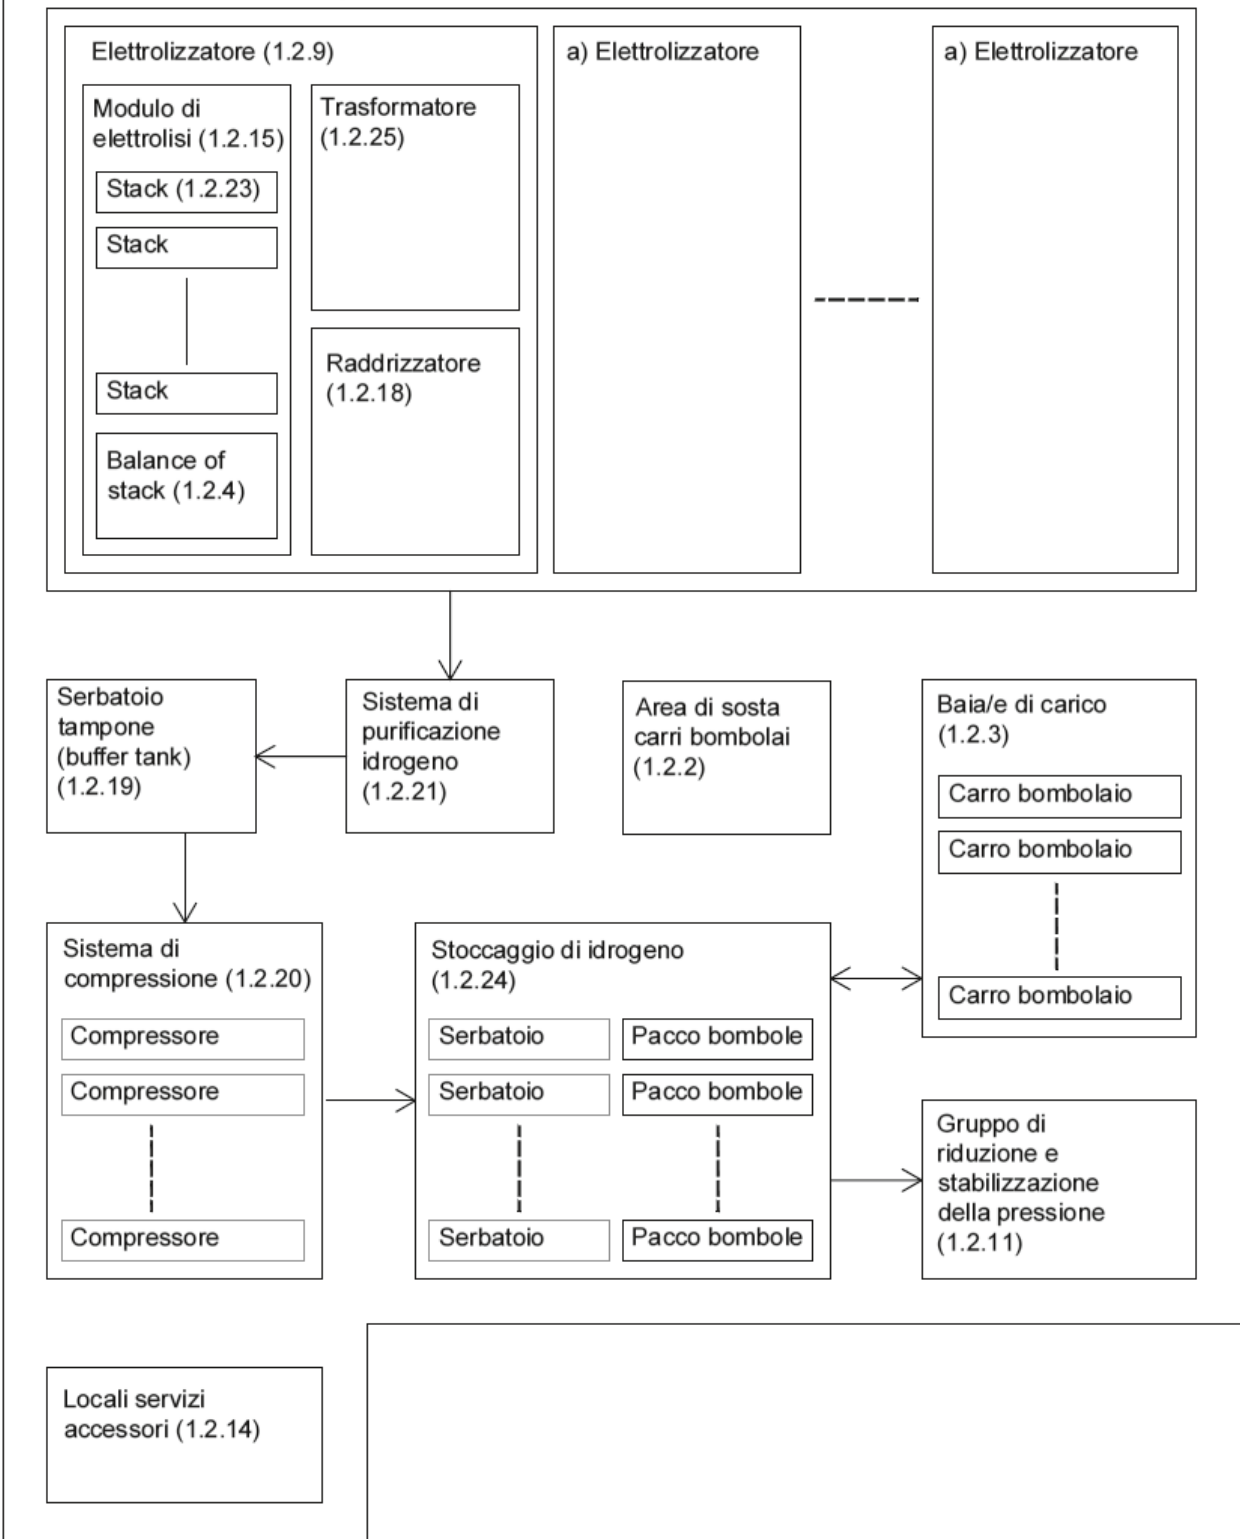 Elettrolizzatore (1.2.9)
Modulo di
elettrolisi (1.2.15)
Stack (1.2.23)
Stack
Stack
Balance of
stack (1.2.4)
Trasformatore
(1.2.25)
Raddrizzatore
(1.2.18)
a) Elettrolizzatore
a) Elettrolizzatore
Serbatoio
tampone
(buffer tank)
(1.2.19)
Sistema di
purificazione
idrogeno
(1.2.21)
Area di sosta
carri bombolai
(1.2.2)
Baia/e di carico
(1.2.3)
Carro bombolaio
Carro bombolaio
Carro bombolaio
Sistema di
compressione (1.2.20)
Compressore
Compressore
Compressore
Stoccaggio di idrogeno
(1.2.24)
Serbatoio
Pacco bombole
Serbatoio
Pacco bombole
Serbatoio
Pacco bombole
Gruppo di
riduzione e
stabilizzazione
della pressione
(1.2.11)
Locali servizi
accessori (1.2.14)